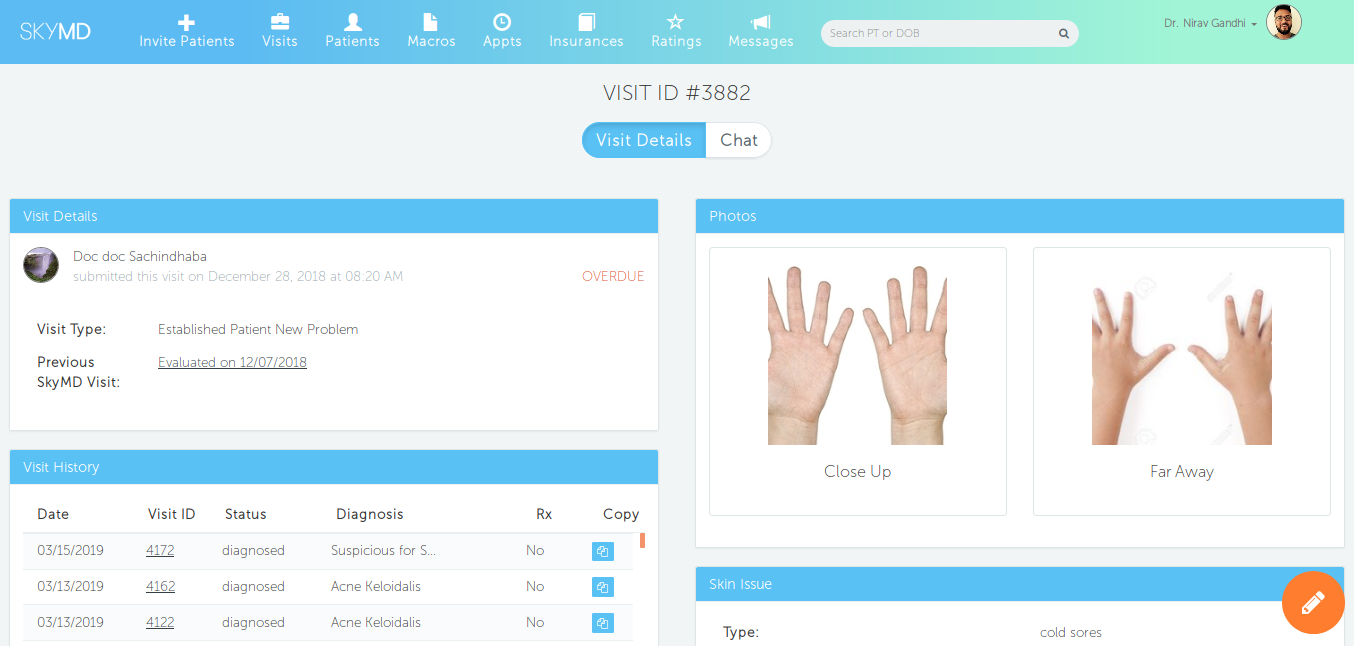 SKYMD
Invite Patients
Visits
Patients
Macros
Appts
Insurances
Ratings
Messages
Search PT or DOB
Dr. Nirav Gandhi
VISIT ID #3882
Visit Details
Chat
Visit Details
Doc doc Sachindhaba
submitted this visit on December 28, 2018 at 08:20 AM
OVERDUE
Visit Type: Established Patient New Problem
Previous Evaluated on 12/07/2018
SkyMD Visit:
Visit History
Date Visit ID Status Diagnosis Rx Copy
03/15/2019 4172 diagnosed Suspicious for S... No
03/13/2019 4162 diagnosed Acne Keloidalis No
03/13/2019 4122 diagnosed Acne Keloidalis No
Photos
Close Up
Far Away
Skin Issue
Type: cold sores